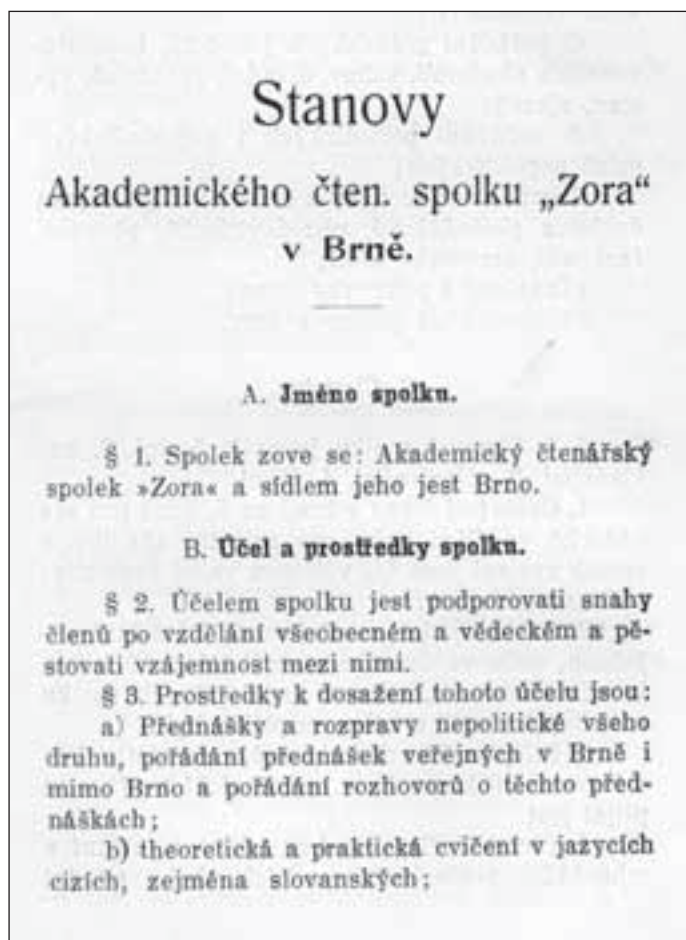 Stanovy
Akademického čten. spolku „Zora“
v Brně.
A. Jméno spolku.
§ 1. Spolek zove se: Akademický čtenářský
spolek »Zora« a sídlem jeho jest Brno.
B. Účel a prostředky spolku.
§ 2. Účelem spolku jest podporovati snahy
členů po vzdělání všeobecném a vědeckém a pě-
stovati vzájemnost mezi nimi.
§ 3. Prostředky k dosažení tohoto účelu jsou:
a) Přednášky a rozpravy nepolitické všeho
druhu, pořádání přednášek veřejných v Brně i
mimo Brno a pořádání rozhovorů o těchto před-
náškách;
b) theoretická a praktická cvičení v jazycích
cizích, zejména slovanských;